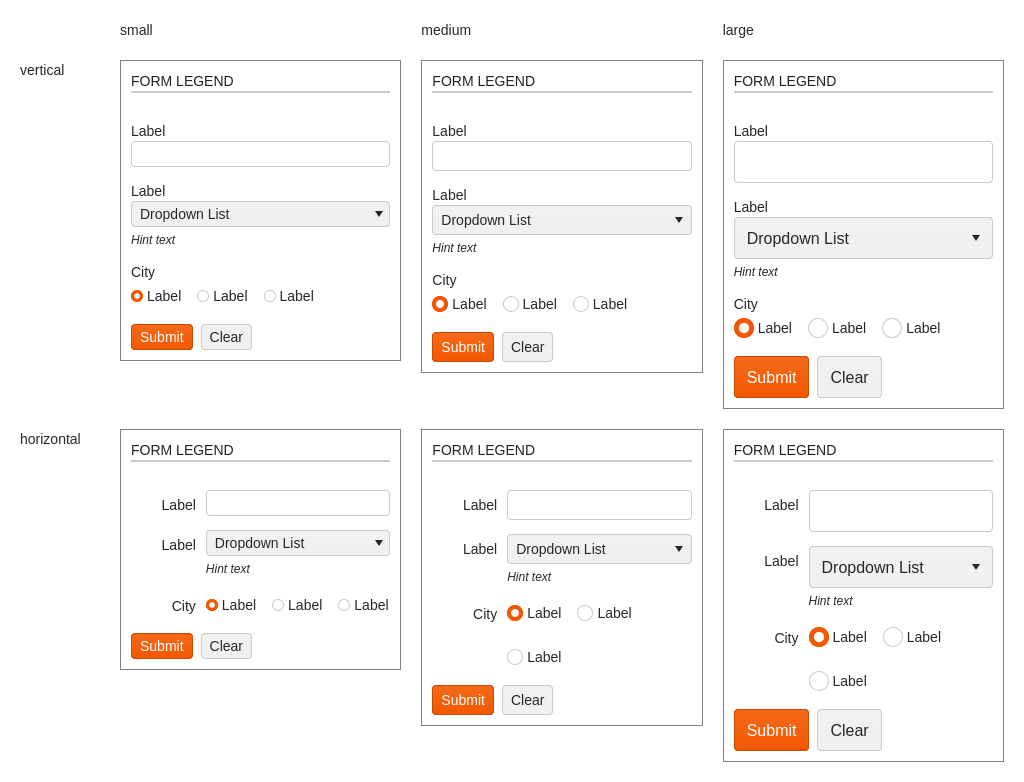 small
medium
large
vertical
FORM LEGEND
Label
Label
Dropdown List
Hint text
City
Label Label Label
Submit Clear
FORM LEGEND
Label
Label
Dropdown List
Hint text
City
Label Label Label
Submit Clear
FORM LEGEND
Label
Label
Dropdown List
Hint text
City
Label Label Label
Submit Clear
horizontal
FORM LEGEND
Label
Label Dropdown List
Hint text
City Label Label Label
Submit Clear
FORM LEGEND
Label
Label Dropdown List
Hint text
City Label Label
Label
Submit Clear
FORM LEGEND
Label
Label Dropdown List
Hint text
City Label Label
Label
Submit Clear